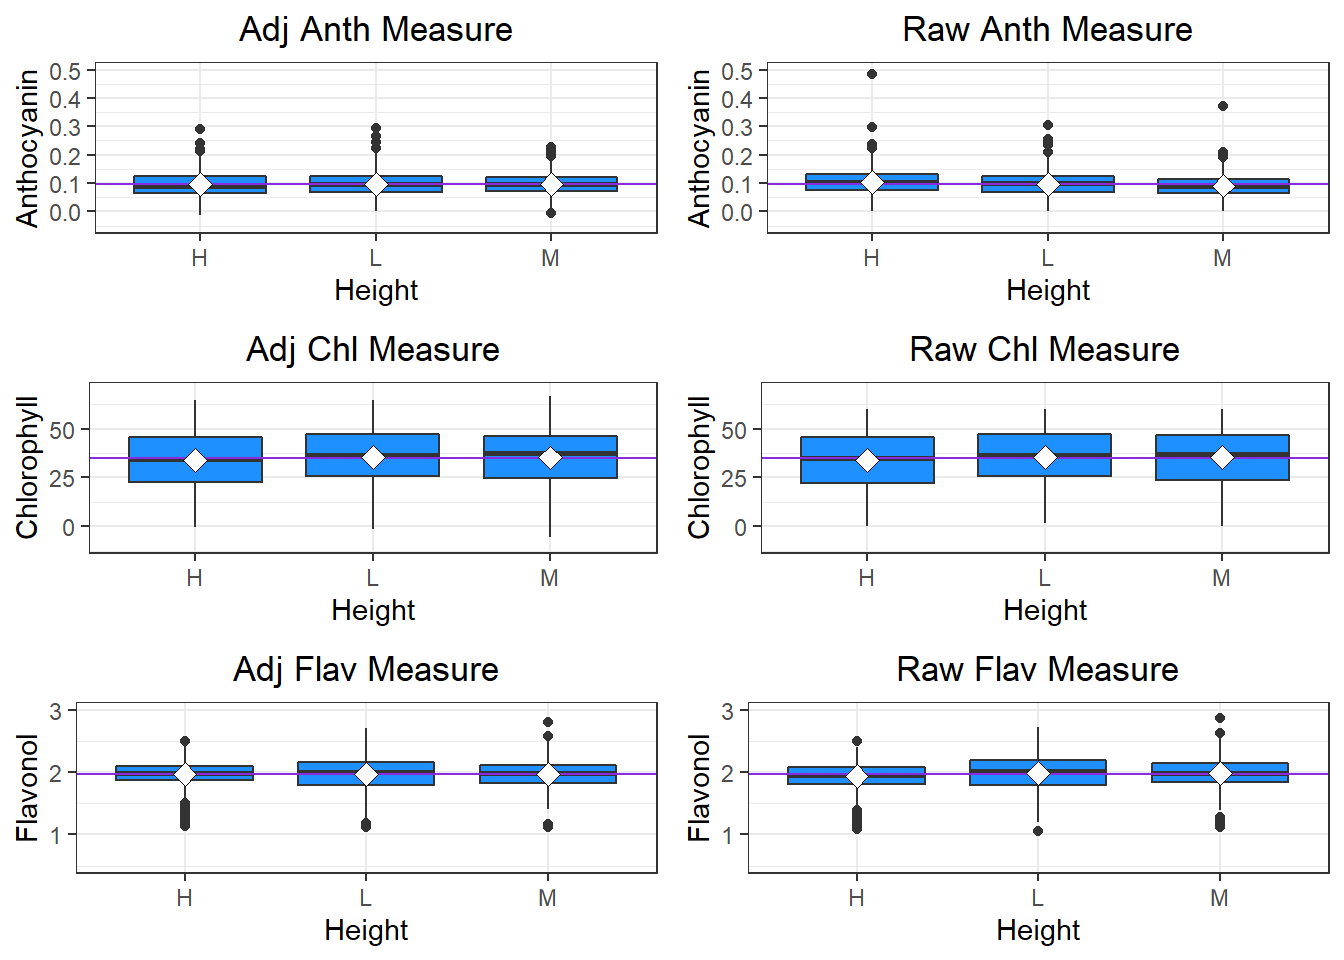 Adj Anth Measure
Anthocyanin
0.5
0.4
0.3
0.2
0.1
0.0
H L M
Height
Raw Anth Measure
Anthocyanin
0.5
0.4
0.3
0.2
0.1
0.0
H L M
Height
Adj Chl Measure
Chlorophyll
50
25
0
H L M
Height
Raw Chl Measure
Chlorophyll
50
25
0
H L M
Height
Adj Flav Measure
Flavonol
3
2
1
H L M
Height
Raw Flav Measure
Flavonol
3
2
1
H L M
Height